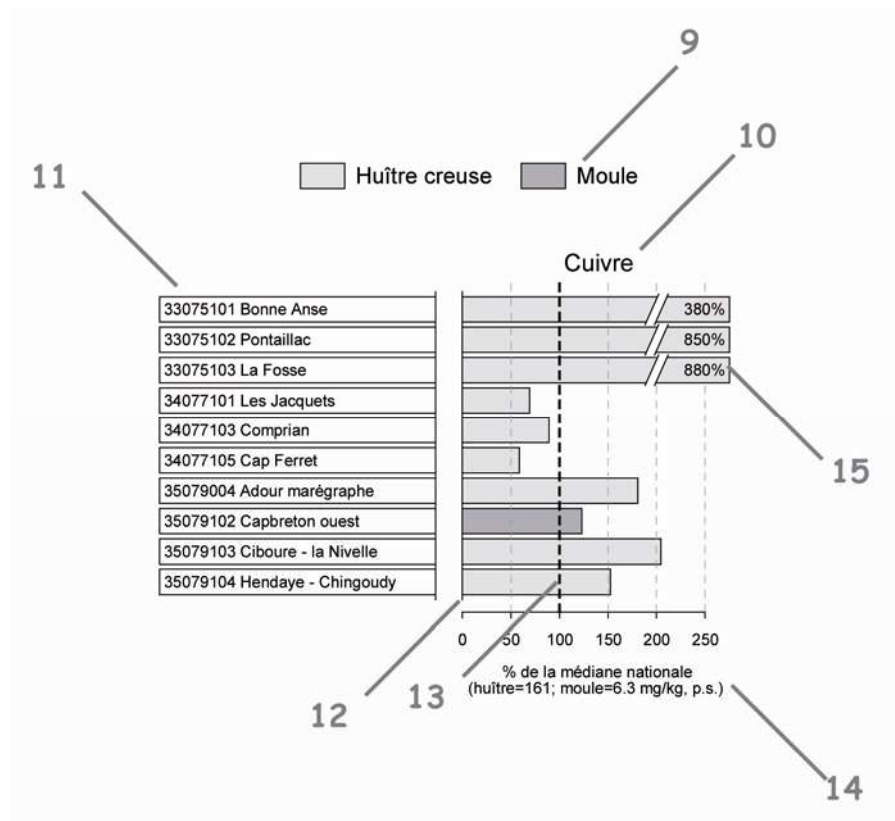 9
10
11
Huître creuse
Moule
Cuivre
33075101 Bonne Anse
380%
33075102 Pontaillac
850%
33075103 La Fosse
880%
34077101 Les Jacquets
34077103 Comprian
34077105 Cap Ferret
15
35079004 Adour marégraphe
35079102 Capbreton ouest
35079103 Ciboure - la Nivelle
35079104 Hendaye - Chingoudy
0 50 100 150 200 250
% de la médiane nationale
(huître=161; moule=6.3 mg/kg, p.s.)
12
13
14